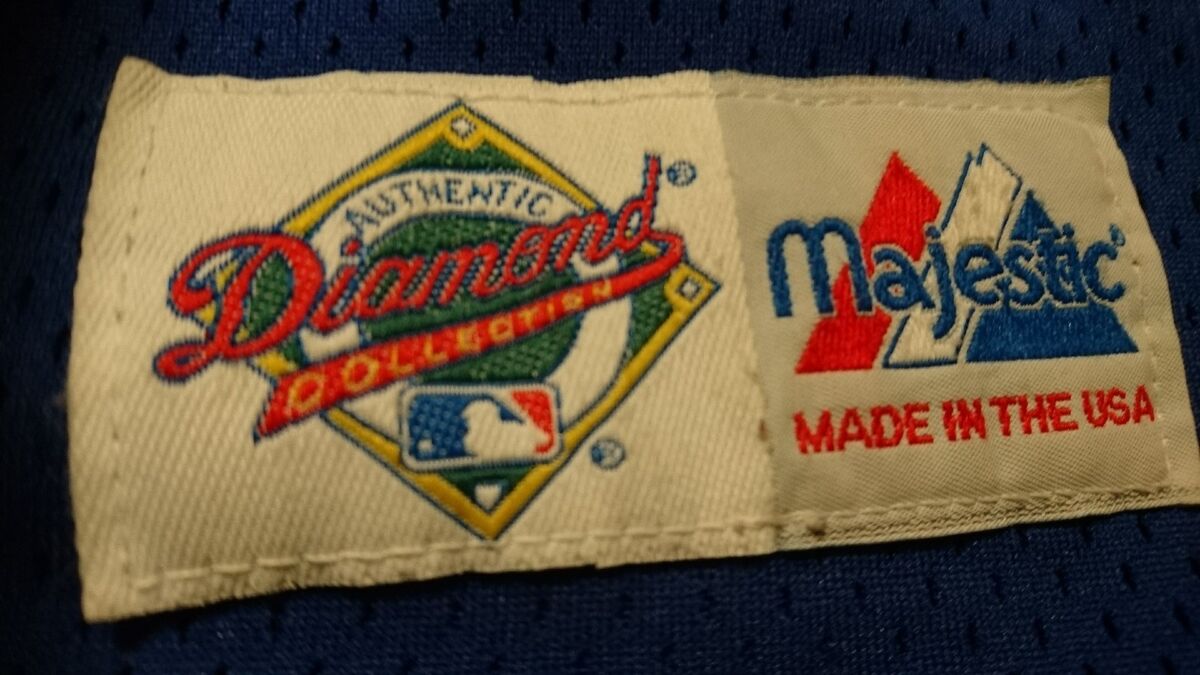 AUTHENTIC
Diamond®
COLLECTION
®
Majestic
MADE IN THE USA